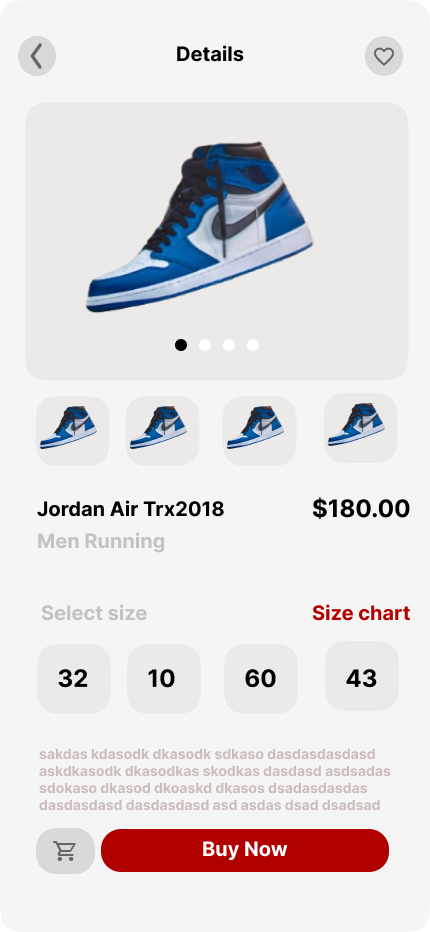 Details
Jordan Air Trx2018
$180.00
Men Running
Select size
Size chart
32
10
60
43
sakdas kdasodk dkasodk sdkaso dasdasdasdasd
askdkasodk dkasodkas skodkas dasdasd asdsadas
sdokaso dkasod dkoaskd dkasos dsadasdasdas
dasdasdasd dasdasdasd asd asdas dsad dsadsad
Buy Now